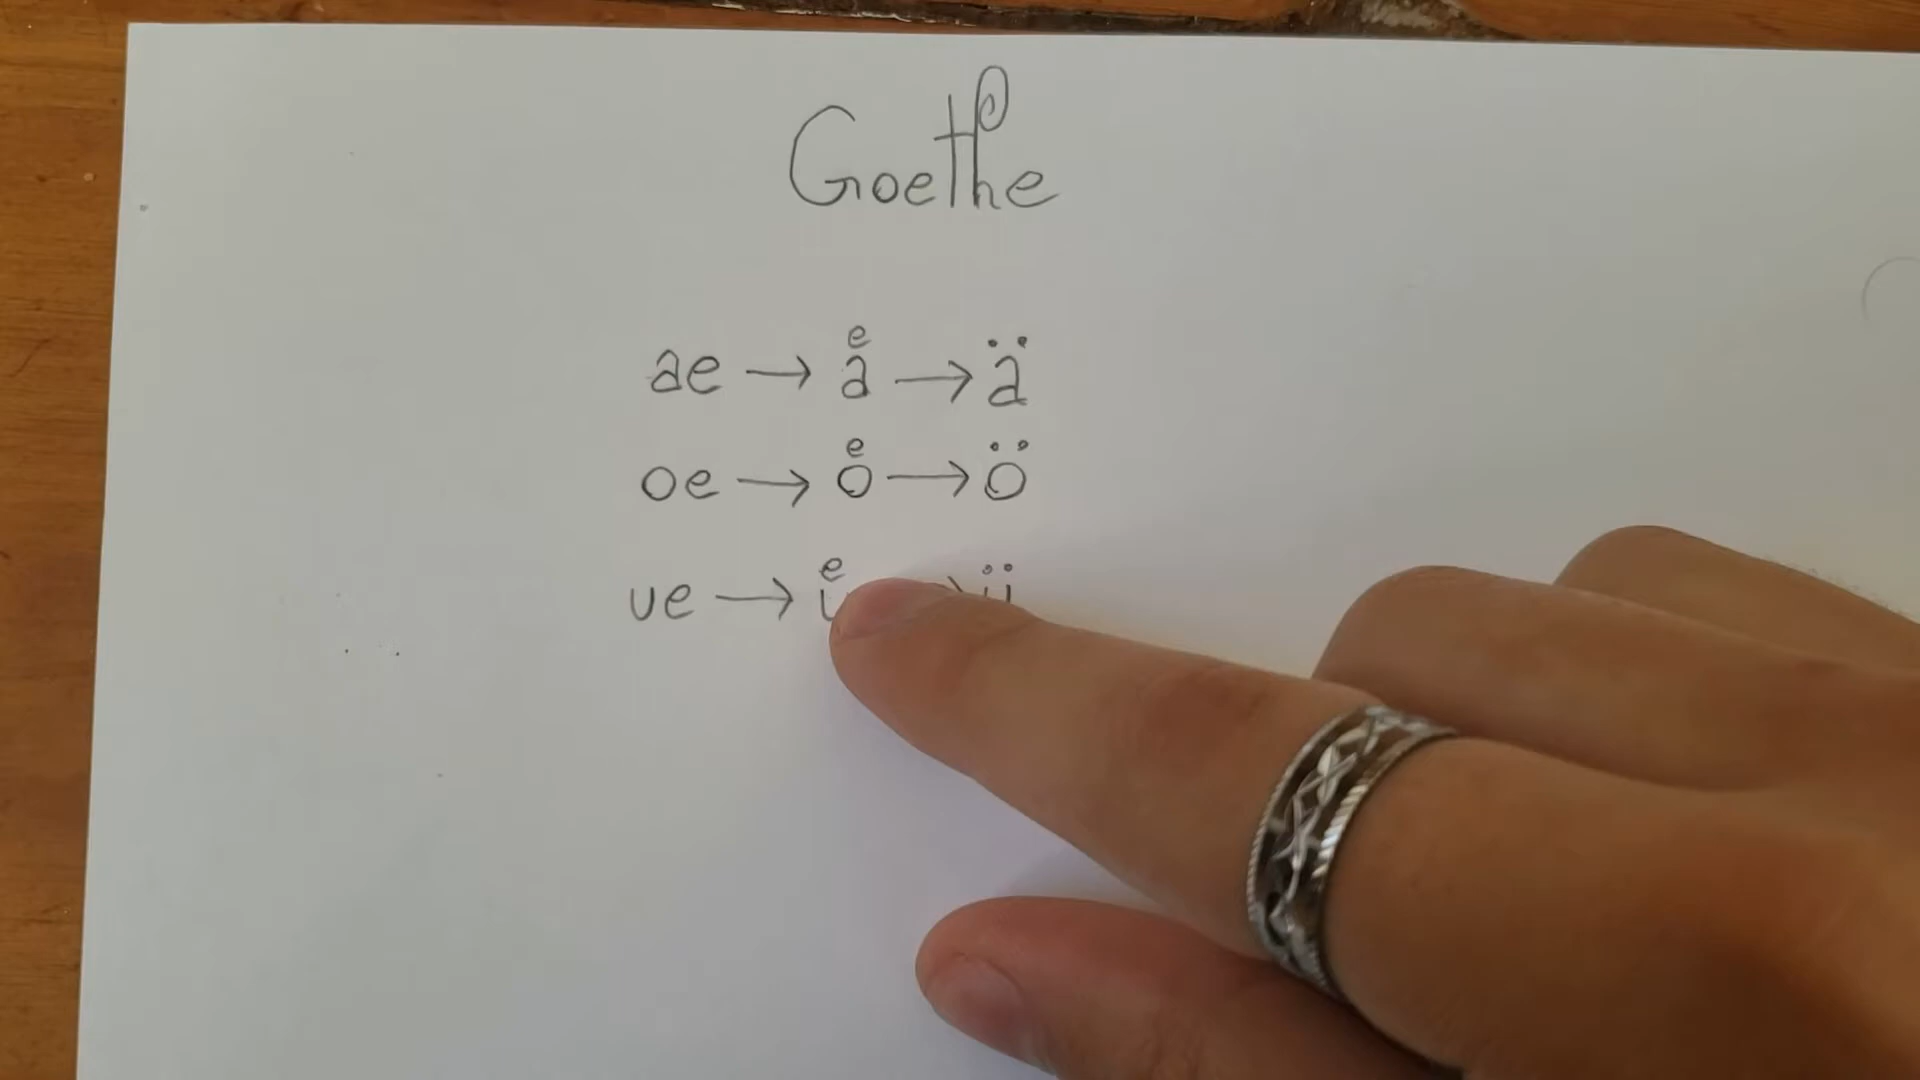 Goethe
ae → aͤ → ä
oe → oͤ → ö
ue → uͤ → ü